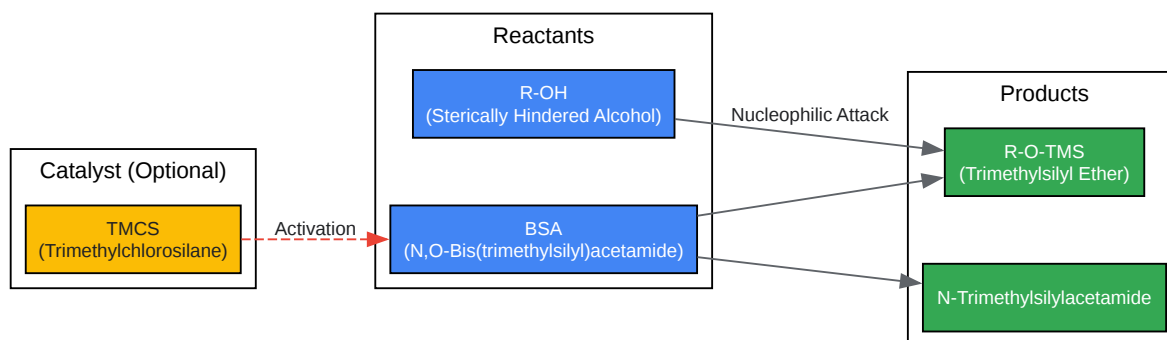 Catalyst (Optional)
TMCS
(Trimethylchlorosilane)
Activation
Reactants
R-OH
(Sterically Hindered Alcohol)
BSA
(N,O-Bis(trimethylsilyl)acetamide)
Nucleophilic Attack
Products
R-O-TMS
(Trimethylsilyl Ether)
N-Trimethylsilylacetamide